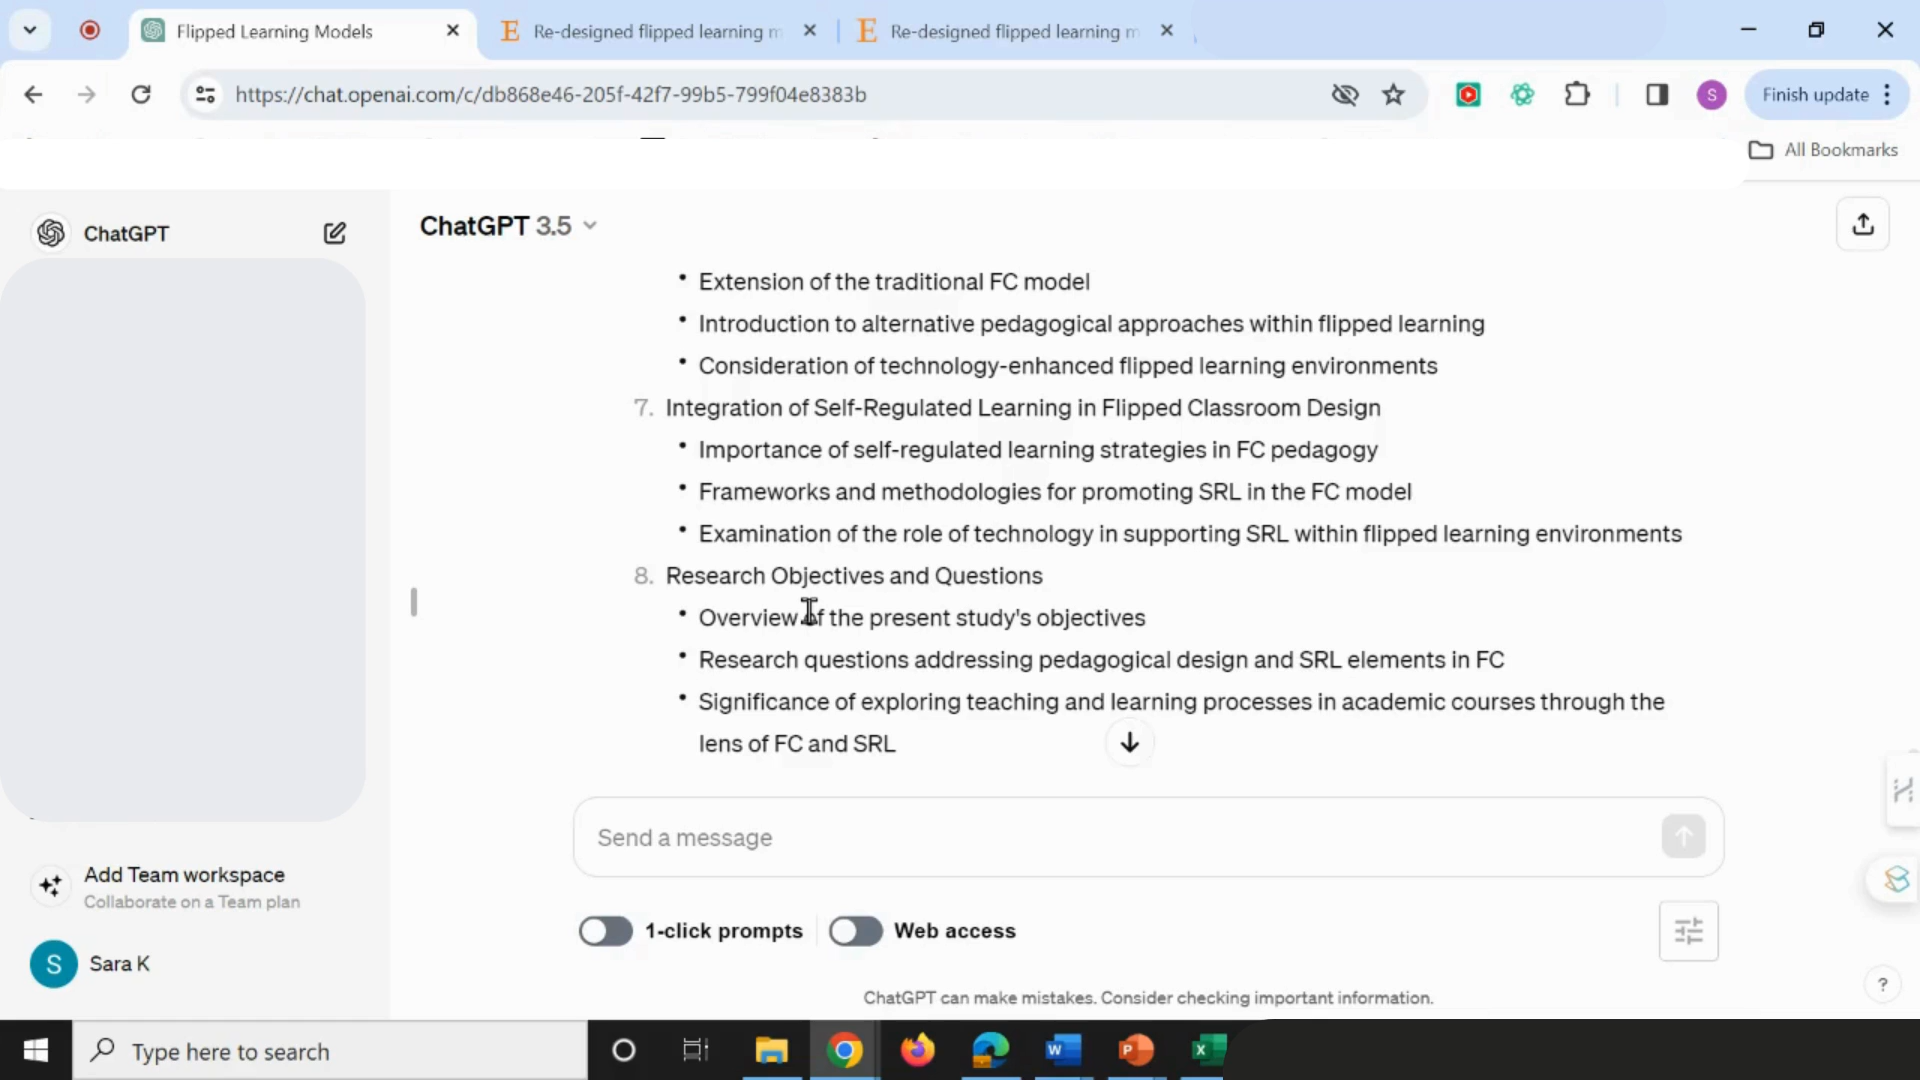 Flipped Learning Models
Re-designed flipped learning m
Re-designed flipped learning m
https://chat.openai.com/c/db868e46-205f-42f7-99b5-799f04e8383b
S
Finish update
All Bookmarks
ChatGPT
ChatGPT 3.5
• Extension of the traditional FC model
• Introduction to alternative pedagogical approaches within flipped learning
• Consideration of technology-enhanced flipped learning environments
7. Integration of Self-Regulated Learning in Flipped Classroom Design
• Importance of self-regulated learning strategies in FC pedagogy
• Frameworks and methodologies for promoting SRL in the FC model
• Examination of the role of technology in supporting SRL within flipped learning environments
8. Research Objectives and Questions
• Overview of the present study's objectives
• Research questions addressing pedagogical design and SRL elements in FC
• Significance of exploring teaching and learning processes in academic courses through the
lens of FC and SRL
Send a message
Add Team workspace
Collaborate on a Team plan
1-click prompts
Web access
S
Sara K
ChatGPT can make mistakes. Consider checking important information.
?
Type here to search